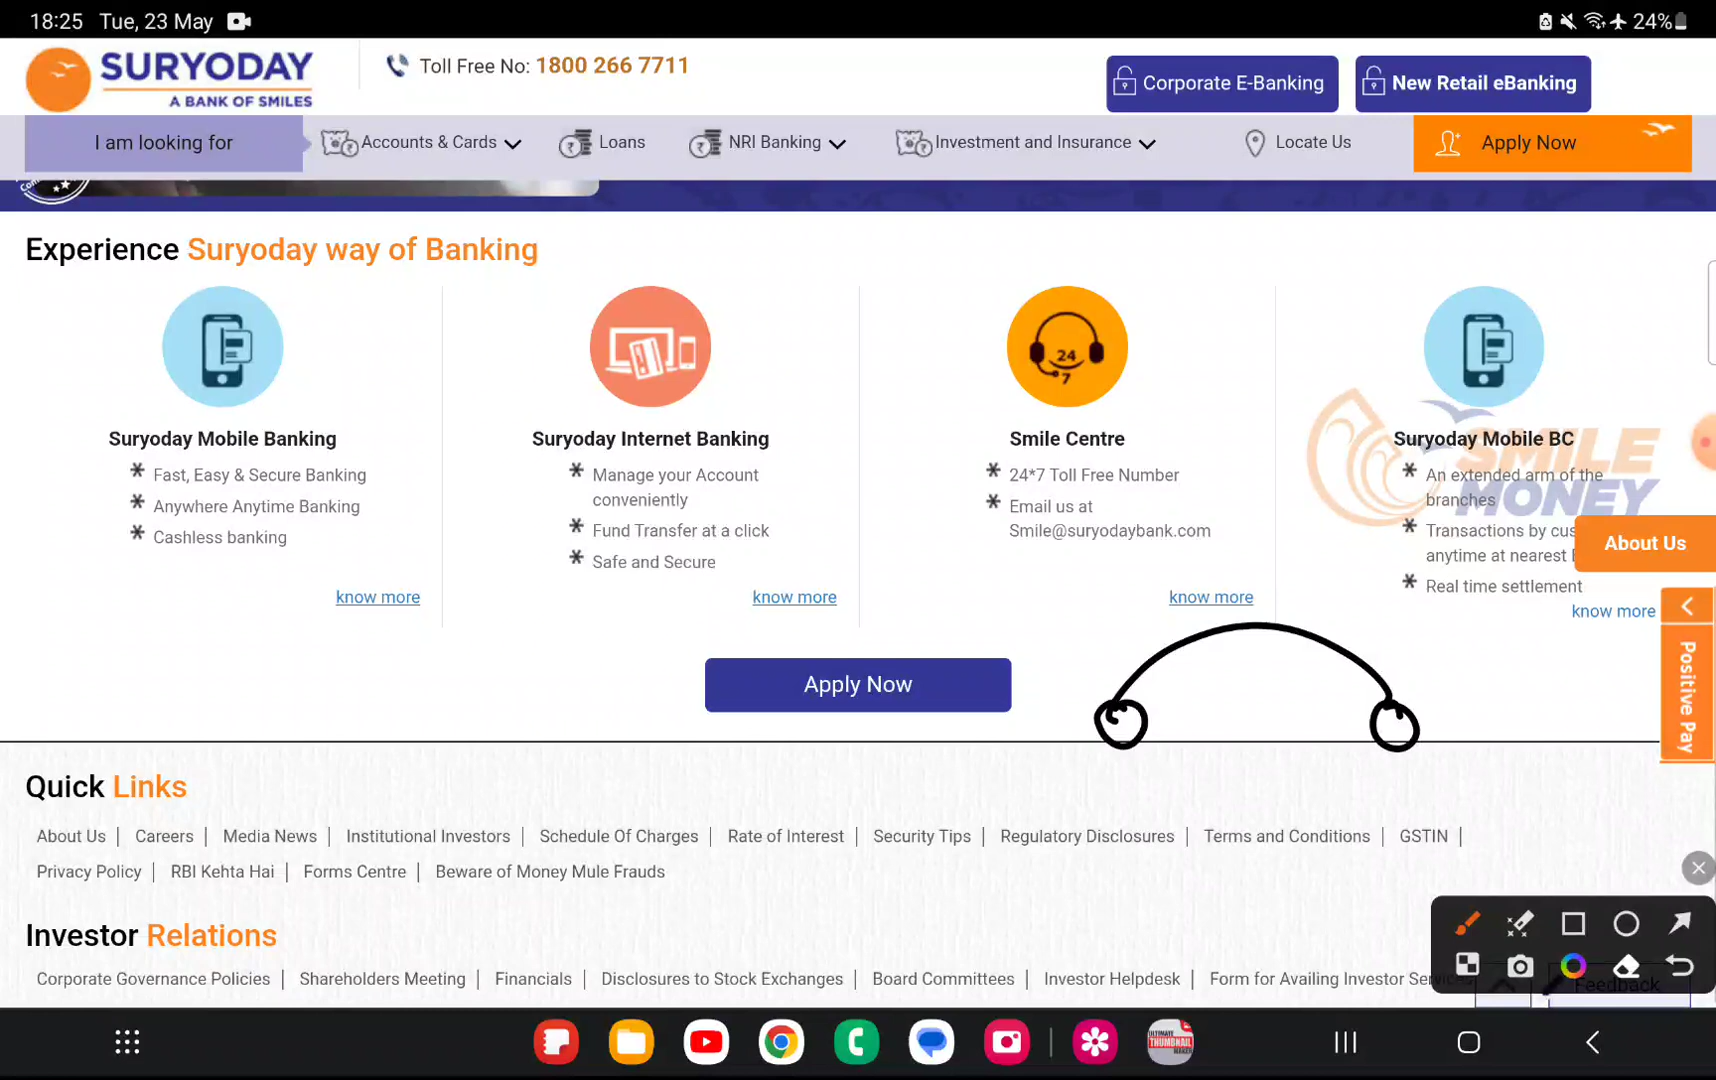 18:25 Tue, 23 May 24%
SURYODAY
A BANK OF SMILES
Toll Free No: 1800 266 7711
Corporate E-Banking
New Retail eBanking
I am looking for
Accounts & Cards
Loans
NRI Banking
Investment and Insurance
Locate Us
Apply Now
Experience Suryoday way of Banking
Suryoday Mobile Banking
* Fast, Easy & Secure Banking
* Anywhere Anytime Banking
* Cashless banking
know more
Suryoday Internet Banking
* Manage your Account
conveniently
* Fund Transfer at a click
* Safe and Secure
know more
24
7
Smile Centre
* 24*7 Toll Free Number
* Email us at
Smile@suryodaybank.com
know more
Suryoday Mobile BC
* An extended arm of the
branches
* Transactions by
anytime at nearest
* Real time settlement
know more
SMILE
MONEY
About Us
Positive Pay
Apply Now
Quick Links
About Us | Careers | Media News | Institutional Investors | Schedule Of Charges | Rate of Interest | Security Tips | Regulatory Disclosures | Terms and Conditions | GSTIN |
Privacy Policy | RBI Kehta Hai | Forms Centre | Beware of Money Mule Frauds
Investor Relations
Corporate Governance Policies | Shareholders Meeting | Financials | Disclosures to Stock Exchanges | Board Committees | Investor Helpdesk | Form for Availing Investor
Feedback
ULTIMATE
THUMBNAIL
MAKER